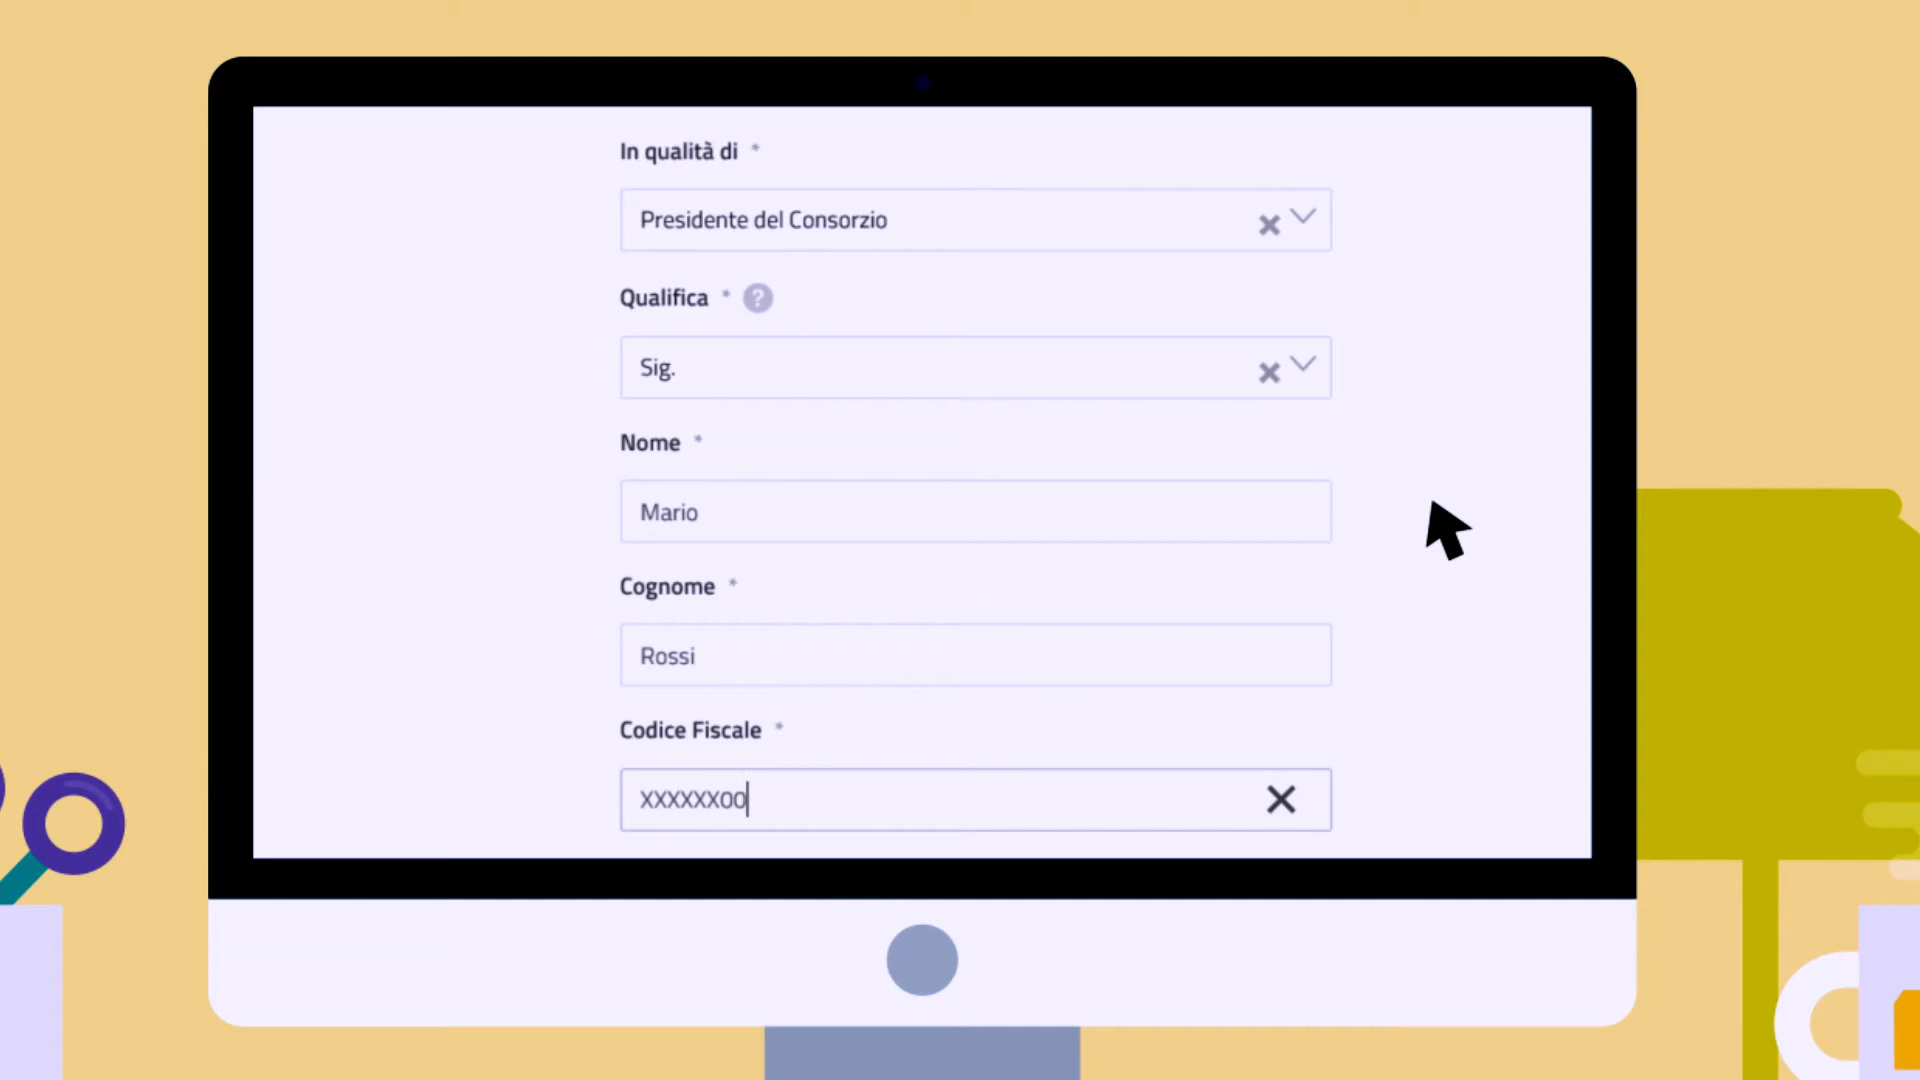 In qualità di *
Presidente del Consorzio
Qualifica * ?
Sig.
Nome *
Mario
Cognome *
Rossi
Codice Fiscale *
XXXXXX00